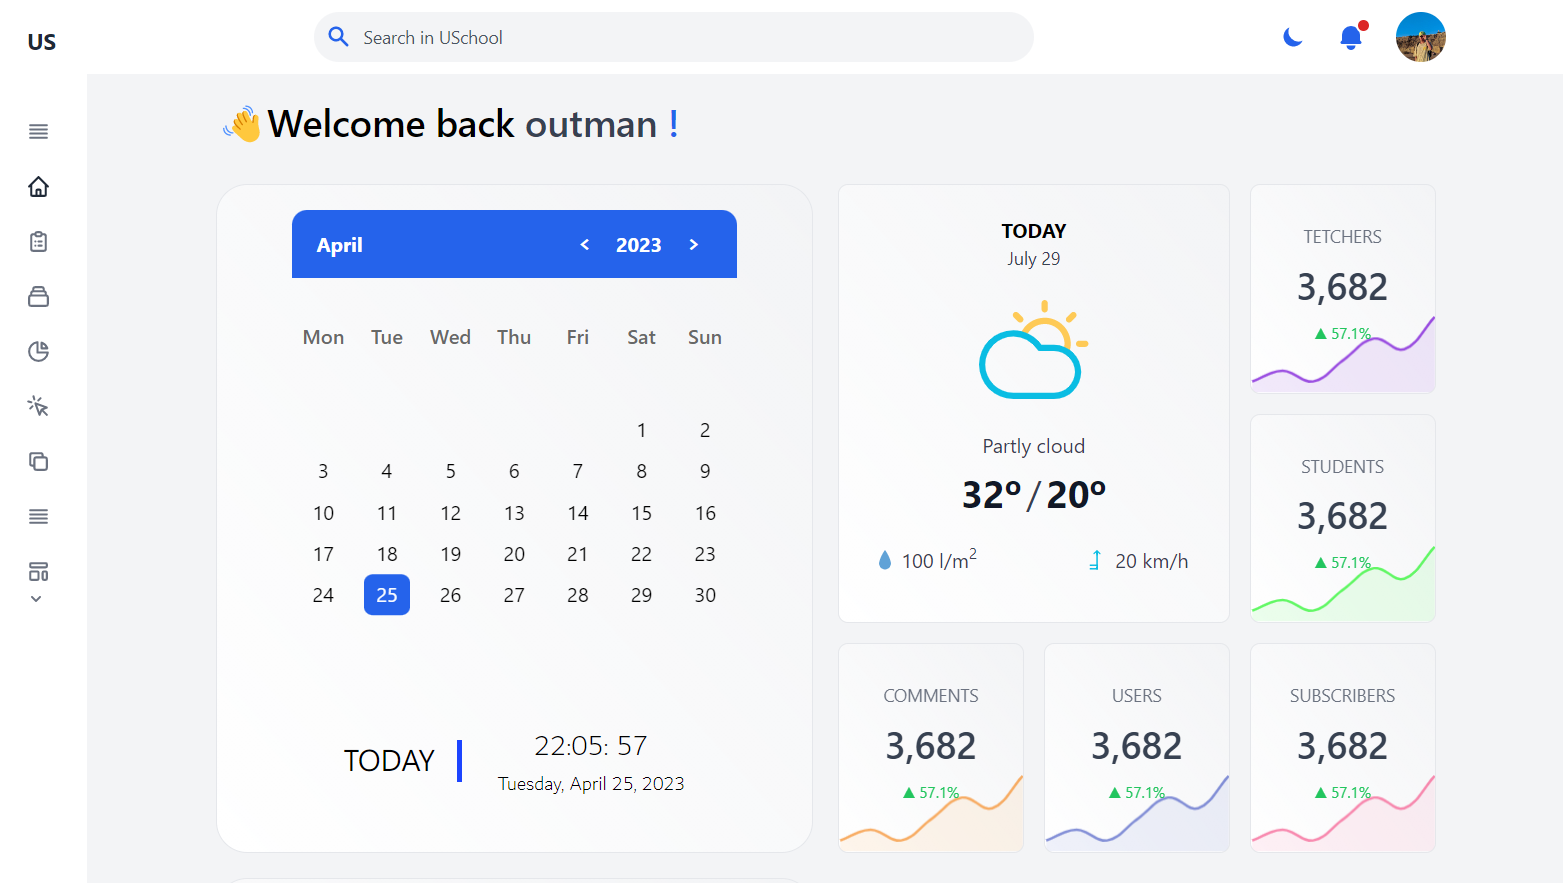 US
Search in USchool
Welcome back outman !
April < 2023 >
Mon Tue Wed Thu Fri Sat Sun
1 2
3 4 5 6 7 8 9
10 11 12 13 14 15 16
17 18 19 20 21 22 23
24 25 26 27 28 29 30
TODAY
22:05: 57
Tuesday, April 25, 2023
TODAY
July 29
Partly cloud
32º / 20º
100 l/m2
20 km/h
TETCHERS
3,682
▲ 57.1%
STUDENTS
3,682
▲ 57.1%
COMMENTS
3,682
▲ 57.1%
USERS
3,682
▲ 57.1%
SUBSCRIBERS
3,682
▲ 57.1%